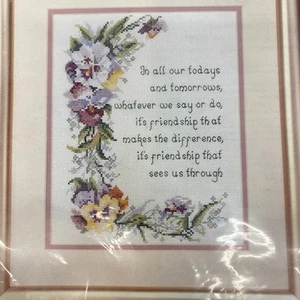 In all our todays
and tomorrows,
whatever we say or do,
it's friendship that
makes the difference,
it's friendship that
sees us through